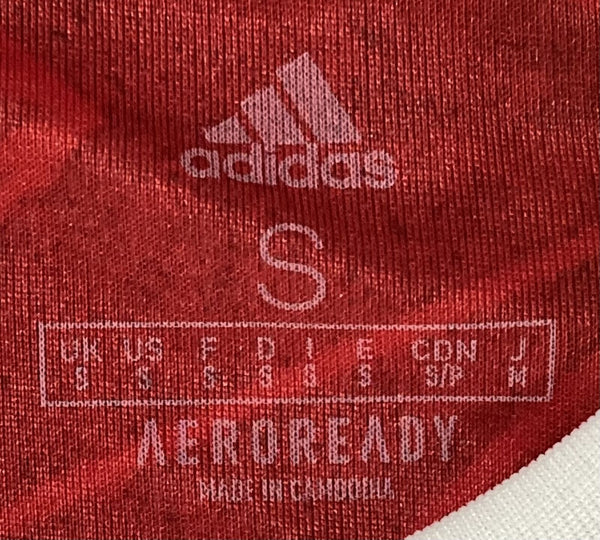 adidas
S
UK US F D I E CDN J
S S S S S S S/P M
AEROREADY
MADE IN CAMBODIA